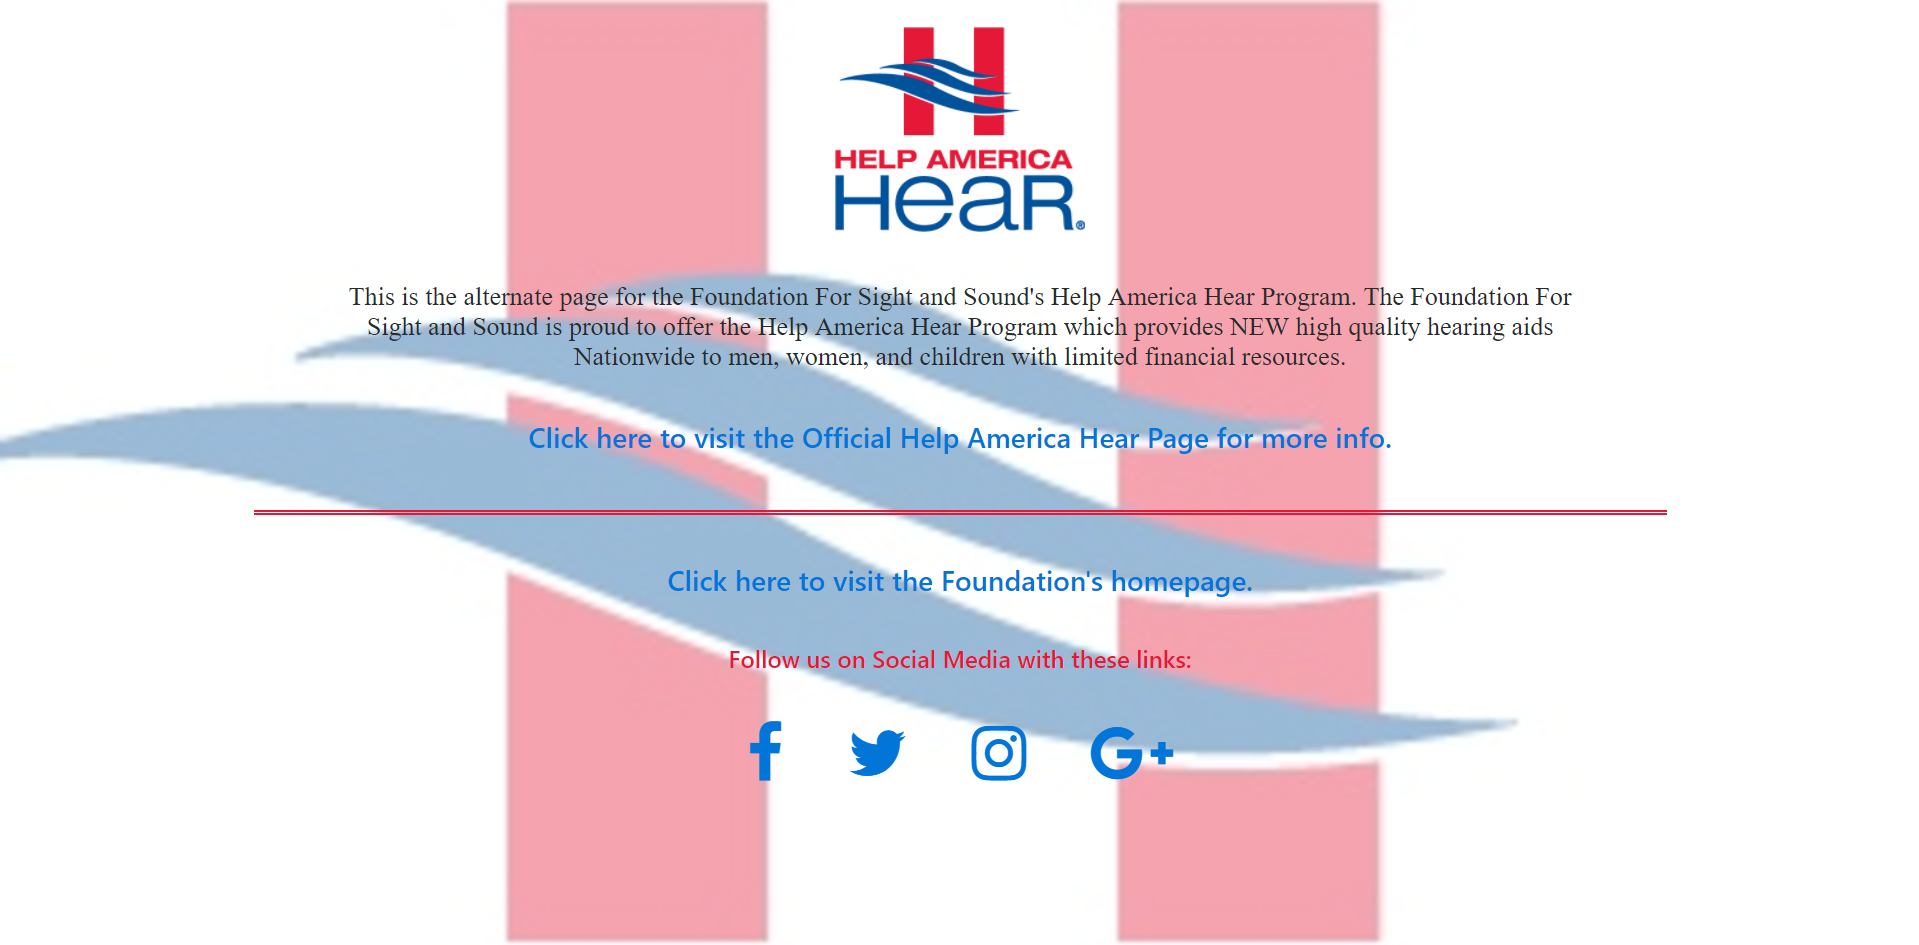 HELP AMERICA
HeaR®
This is the alternate page for the Foundation For Sight and Sound's Help America Hear Program. The Foundation For
Sight and Sound is proud to offer the Help America Hear Program which provides NEW high quality hearing aids
Nationwide to men, women, and children with limited financial resources.
Click here to visit the Official Help America Hear Page for more info.
Click here to visit the Foundation's homepage.
Follow us on Social Media with these links: